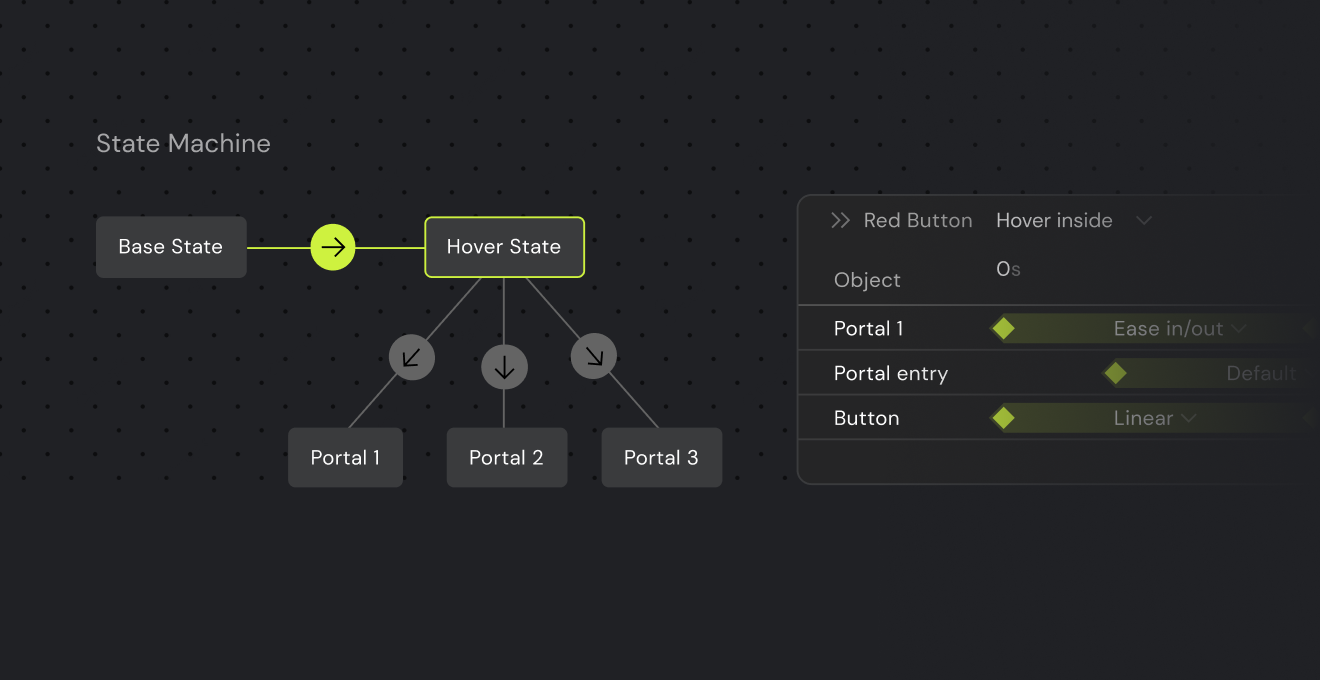 State Machine
Base State
Hover State
Portal 1
Portal 2
Portal 3
Red Button Hover inside
Object 0s
Portal 1 Ease in/out
Portal entry Default
Button Linear